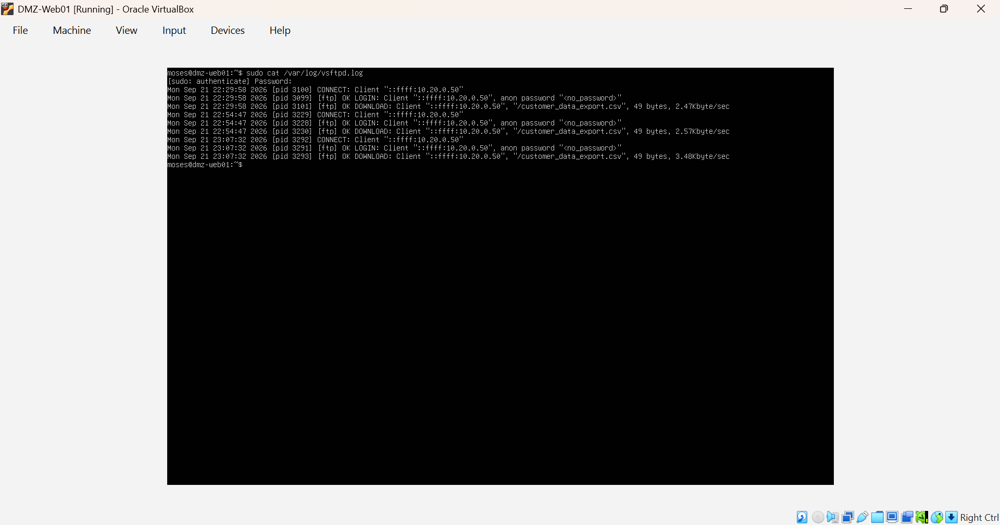 DMZ-Web01 [Running] - Oracle VirtualBox
File Machine View Input Devices Help
moses@dmz-web01:~$ sudo cat /var/log/vsftpd.log
[sudo: authenticate] Password:
Mon Sep 21 22:29:58 2026 [pid 3100] CONNECT: Client "::ffff:10.20.0.50"
Mon Sep 21 22:29:58 2026 [pid 3099] [ftp] OK LOGIN: Client "::ffff:10.20.0.50", anon password "<no_password>"
Mon Sep 21 22:29:58 2026 [pid 3101] [ftp] OK DOWNLOAD: Client "::ffff:10.20.0.50", "/customer_data_export.csv", 49 bytes, 2.47Kbyte/sec
Mon Sep 21 22:54:47 2026 [pid 3229] CONNECT: Client "::ffff:10.20.0.50"
Mon Sep 21 22:54:47 2026 [pid 3228] [ftp] OK LOGIN: Client "::ffff:10.20.0.50", anon password "<no_password>"
Mon Sep 21 22:54:47 2026 [pid 3230] [ftp] OK DOWNLOAD: Client "::ffff:10.20.0.50", "/customer_data_export.csv", 49 bytes, 2.57Kbyte/sec
Mon Sep 21 23:07:32 2026 [pid 3292] CONNECT: Client "::ffff:10.20.0.50"
Mon Sep 21 23:07:32 2026 [pid 3291] [ftp] OK LOGIN: Client "::ffff:10.20.0.50", anon password "<no_password>"
Mon Sep 21 23:07:32 2026 [pid 3293] [ftp] OK DOWNLOAD: Client "::ffff:10.20.0.50", "/customer_data_export.csv", 49 bytes, 3.48Kbyte/sec
moses@dmz-web01:~$
Right Ctrl